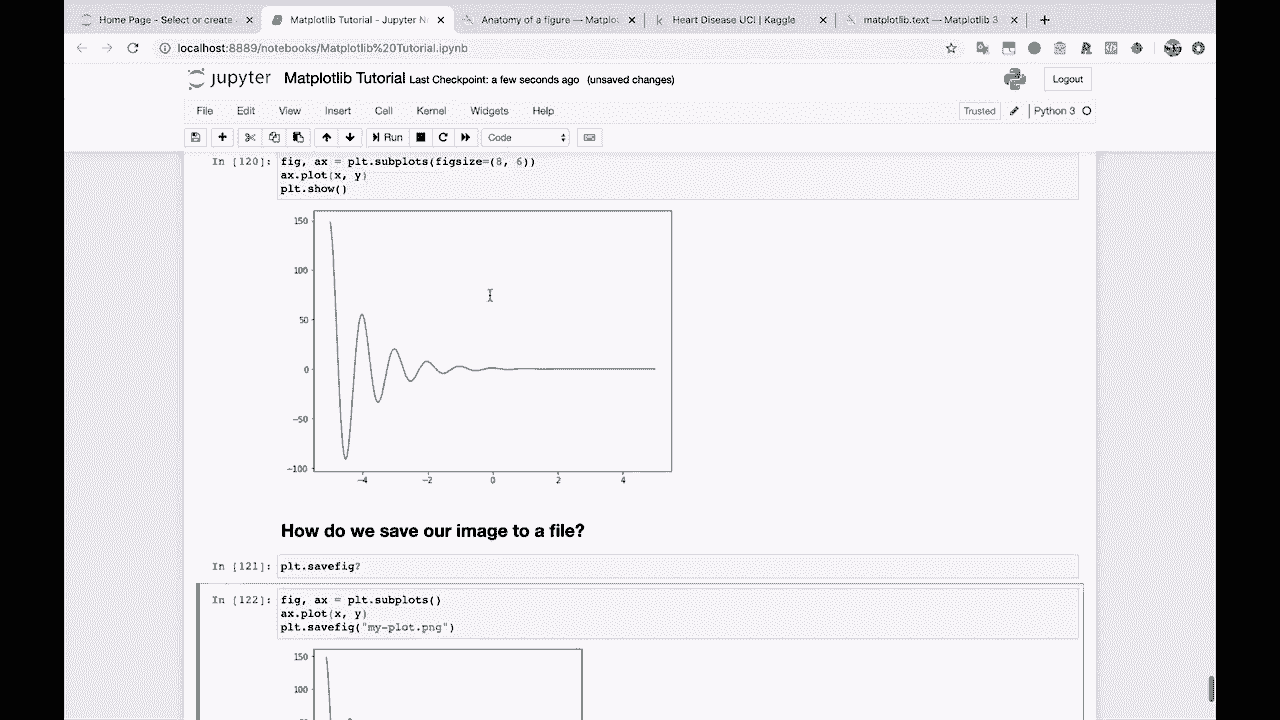 Home Page - Select or create
Matplotlib Tutorial - Jupyter N
Anatomy of a figure — Matplo
Heart Disease UCI | Kaggle
matplotlib.text — Matplotlib 3
localhost:8889/notebooks/Matplotlib%20Tutorial.ipynb
jupyter Matplotlib Tutorial Last Checkpoint: a few seconds ago (unsaved changes)
Logout
File Edit View Insert Cell Kernel Widgets Help
Trusted
Python 3
Run
Code
In [120]: fig, ax = plt.subplots(figsize=(8, 6))
ax.plot(x, y)
plt.show()
150
100
50
0
−50
−100
−4 −2 0 2 4
How do we save our image to a file?
In [121]: plt.savefig?
In [122]: fig, ax = plt.subplots()
ax.plot(x, y)
plt.savefig("my-plot.png")
150
100